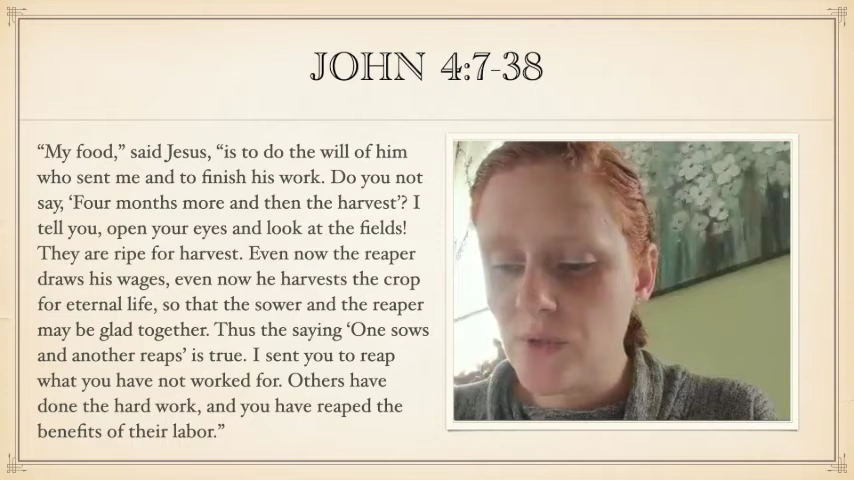 JOHN 4:7-38
“My food,” said Jesus, “is to do the will of him
who sent me and to finish his work. Do you not
say, ‘Four months more and then the harvest’? I
tell you, open your eyes and look at the fields!
They are ripe for harvest. Even now the reaper
draws his wages, even now he harvests the crop
for eternal life, so that the sower and the reaper
may be glad together. Thus the saying ‘One sows
and another reaps’ is true. I sent you to reap
what you have not worked for. Others have
done the hard work, and you have reaped the
benefits of their labor.”